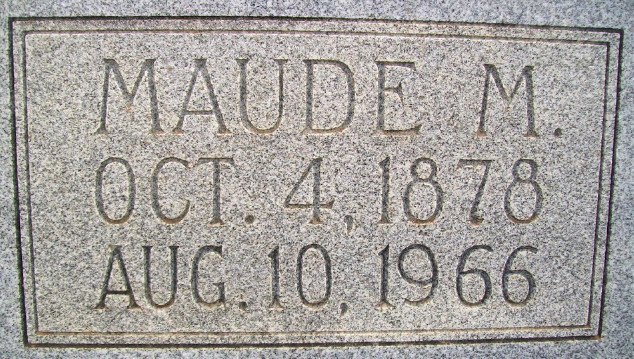 MAUDE M.
OCT. 4, 1878
AUG. 10, 1966